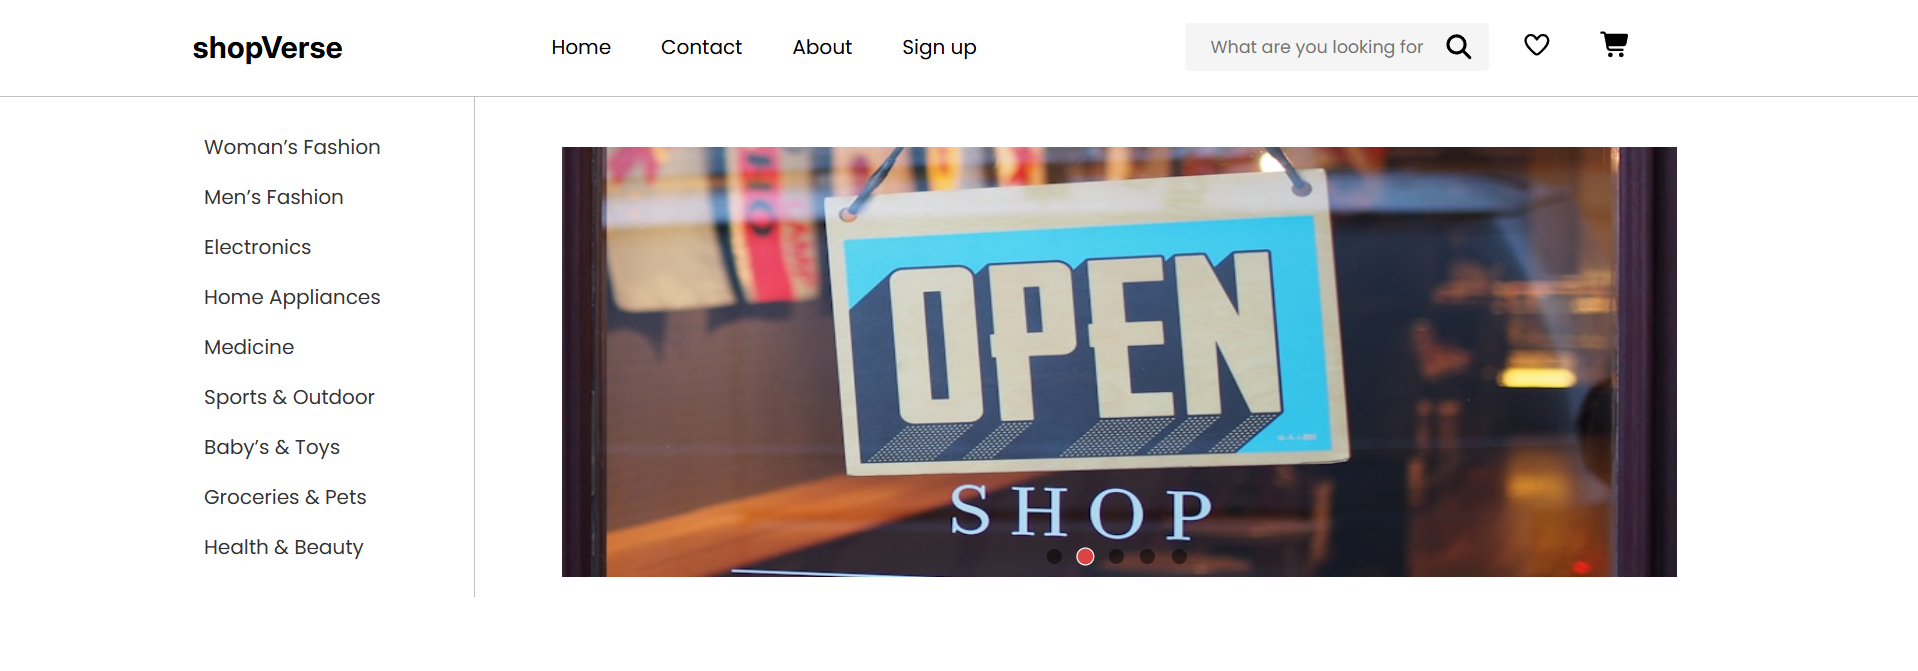 shopVerse
Home Contact About Sign up
What are you looking for
Woman’s Fashion
Men’s Fashion
Electronics
Home Appliances
Medicine
Sports & Outdoor
Baby’s & Toys
Groceries & Pets
Health & Beauty
OPEN
SHOP